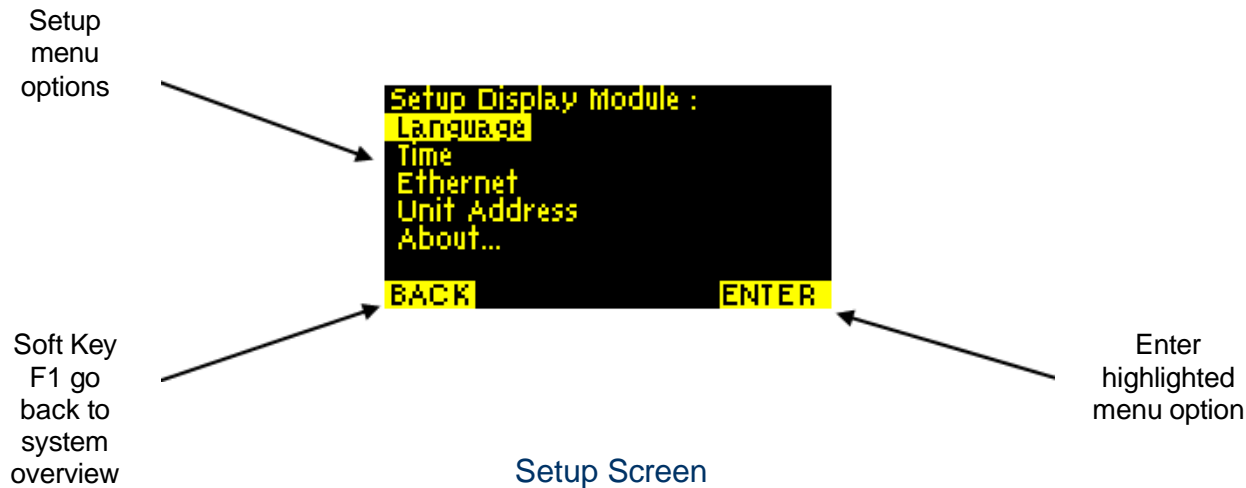 Setup
menu
options
Setup Display Module :
Language
Time
Ethernet
Unit Address
About...
BACK
ENTER
Soft Key
F1 go
back to
system
overview
Enter
highlighted
menu option
Setup Screen